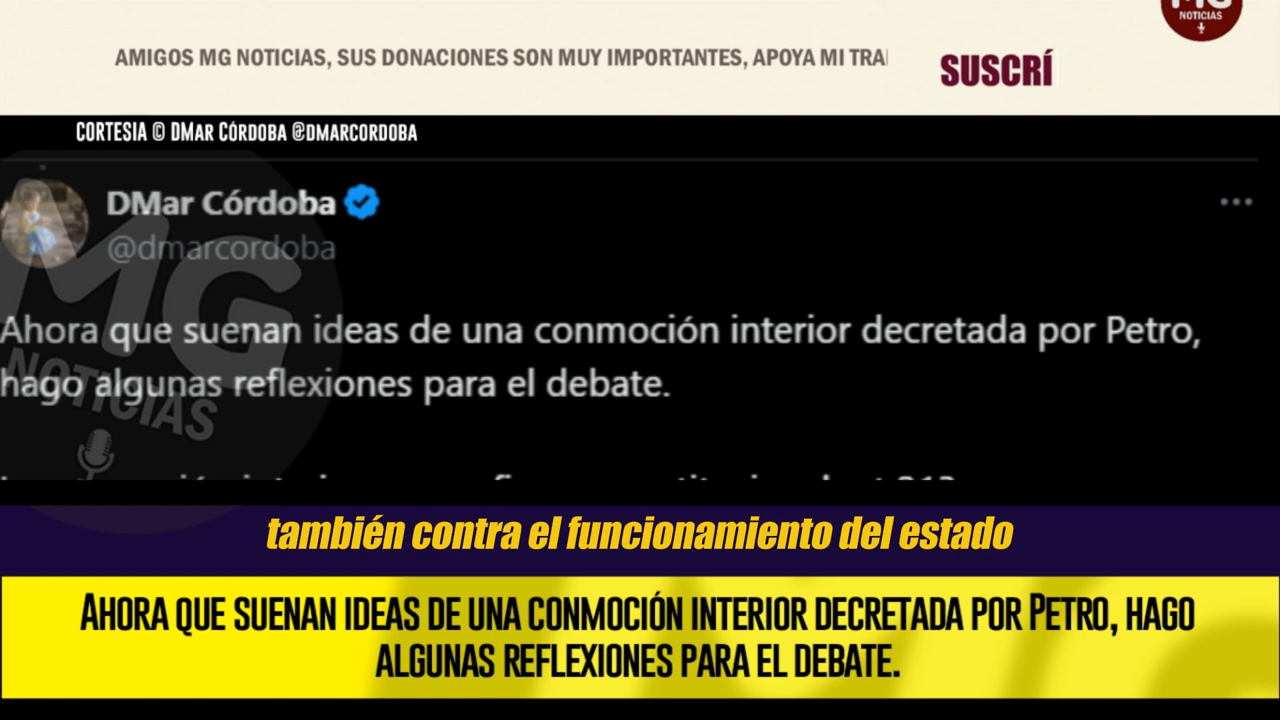 MG
NOTICIAS
AMIGOS MG NOTICIAS, SUS DONACIONES SON MUY IMPORTANTES, APOYA MI TRA
SUSCRÍ
CORTESIA © DMAR CÓRDOBA @DMARCORDOBA
DMar Córdoba
@dmarcordoba
Ahora que suenan ideas de una conmoción interior decretada por Petro,
hago algunas reflexiones para el debate.
MG
NOTICIAS
también contra el funcionamiento del estado
AHORA QUE SUENAN IDEAS DE UNA CONMOCIÓN INTERIOR DECRETADA POR PETRO, HAGO
ALGUNAS REFLEXIONES PARA EL DEBATE.